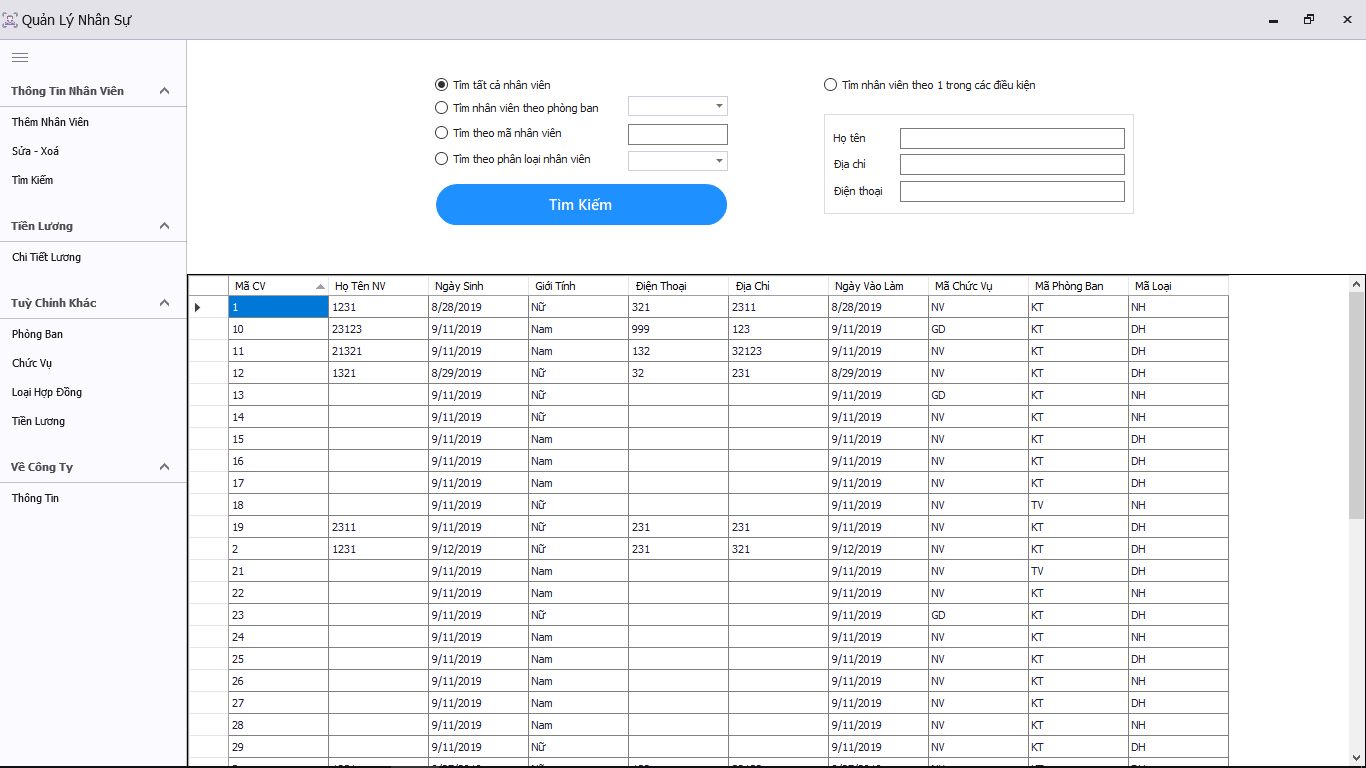 Quản Lý Nhân Sự
Thông Tin Nhân Viên
Thêm Nhân Viên
Sửa - Xoá
Tìm Kiếm
Tiền Lương
Chi Tiết Lương
Tuỳ Chỉnh Khác
Phòng Ban
Chức Vụ
Loại Hợp Đồng
Tiền Lương
Về Công Ty
Thông Tin
Tìm tất cả nhân viên
Tìm nhân viên theo phòng ban
Tìm theo mã nhân viên
Tìm theo phân loại nhân viên
Tìm Kiếm
Tìm nhân viên theo 1 trong các điều kiện
Họ tên
Địa chỉ
Điện thoại
Mã CV Họ Tên NV Ngày Sinh Giới Tính Điện Thoại Địa Chỉ Ngày Vào Làm Mã Chức Vụ Mã Phòng Ban Mã Loại
1 1231 8/28/2019 Nữ 321 2311 8/28/2019 NV KT NH
10 23123 9/11/2019 Nam 999 123 9/11/2019 GD KT NH
11 21321 9/11/2019 Nam 132 32123 9/11/2019 NV KT DH
12 1321 8/29/2019 Nữ 32 231 8/29/2019 NV KT DH
13 9/11/2019 Nữ 9/11/2019 GD KT NH
14 9/11/2019 Nữ 9/11/2019 NV KT NH
15 9/11/2019 Nam 9/11/2019 NV KT DH
16 9/11/2019 Nam 9/11/2019 NV KT DH
17 9/11/2019 Nam 9/11/2019 NV KT DH
18 9/11/2019 Nữ 9/11/2019 NV TV NH
19 2311 9/11/2019 Nữ 231 231 9/11/2019 NV KT DH
2 1231 9/12/2019 Nữ 231 321 9/12/2019 NV KT DH
21 9/11/2019 Nam 9/11/2019 NV TV DH
22 9/11/2019 Nam 9/11/2019 NV KT NH
23 9/11/2019 Nữ 9/11/2019 GD KT DH
24 9/11/2019 Nam 9/11/2019 NV KT NH
25 9/11/2019 Nam 9/11/2019 NV KT DH
26 9/11/2019 Nam 9/11/2019 NV KT NH
27 9/11/2019 Nam 9/11/2019 NV KT DH
28 9/11/2019 Nam 9/11/2019 NV KT NH
29 9/11/2019 Nữ 9/11/2019 NV KT DH